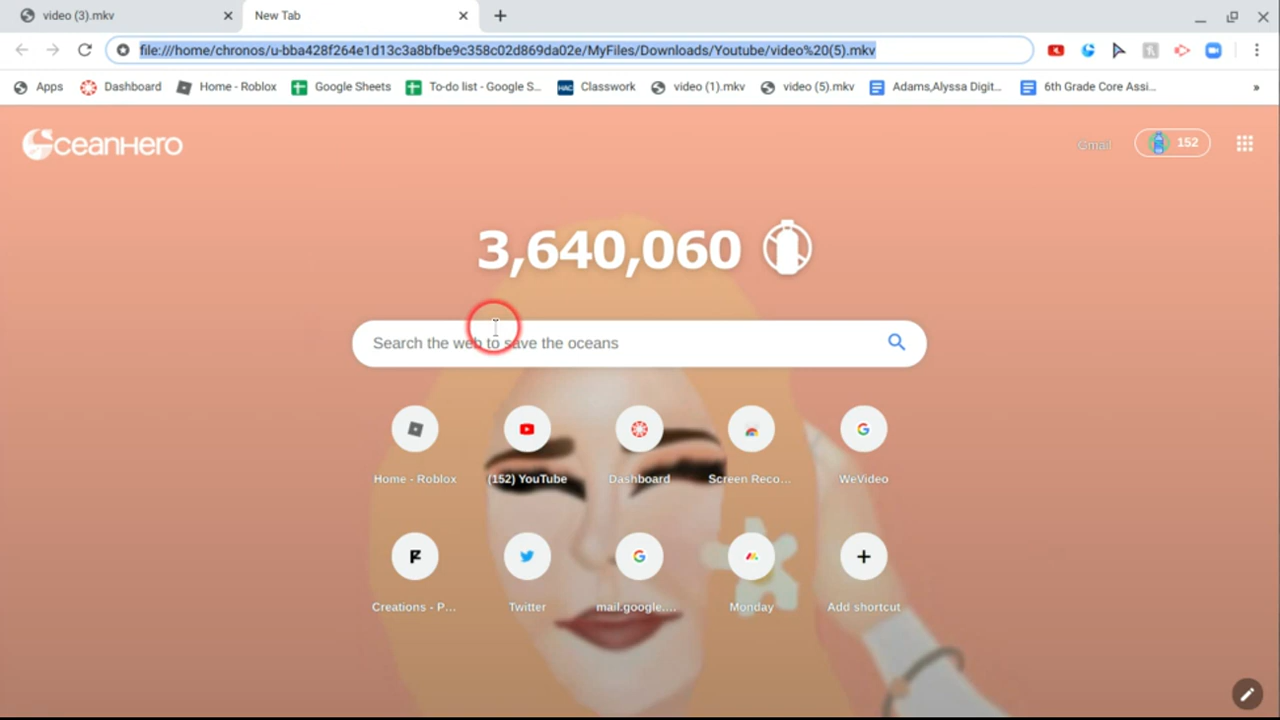 video (3).mkv
New Tab
file:///home/chronos/u-bba428f264e1d13c3a8bfbe9c358c02d869da02e/MyFiles/Downloads/Youtube/video%20(5).mkv
Apps Dashboard Home - Roblox Google Sheets To-do list - Google S... HAC Classwork video (1).mkv video (5).mkv Adams,Alyssa Digit... 6th Grade Core Assi... »
OceanHero
Gmail 152
3,640,060
Search the web to save the oceans
Home - Roblox (152) YouTube Dashboard Screen Reco... WeVideo
Creations - P... Twitter mail.google.... Monday Add shortcut